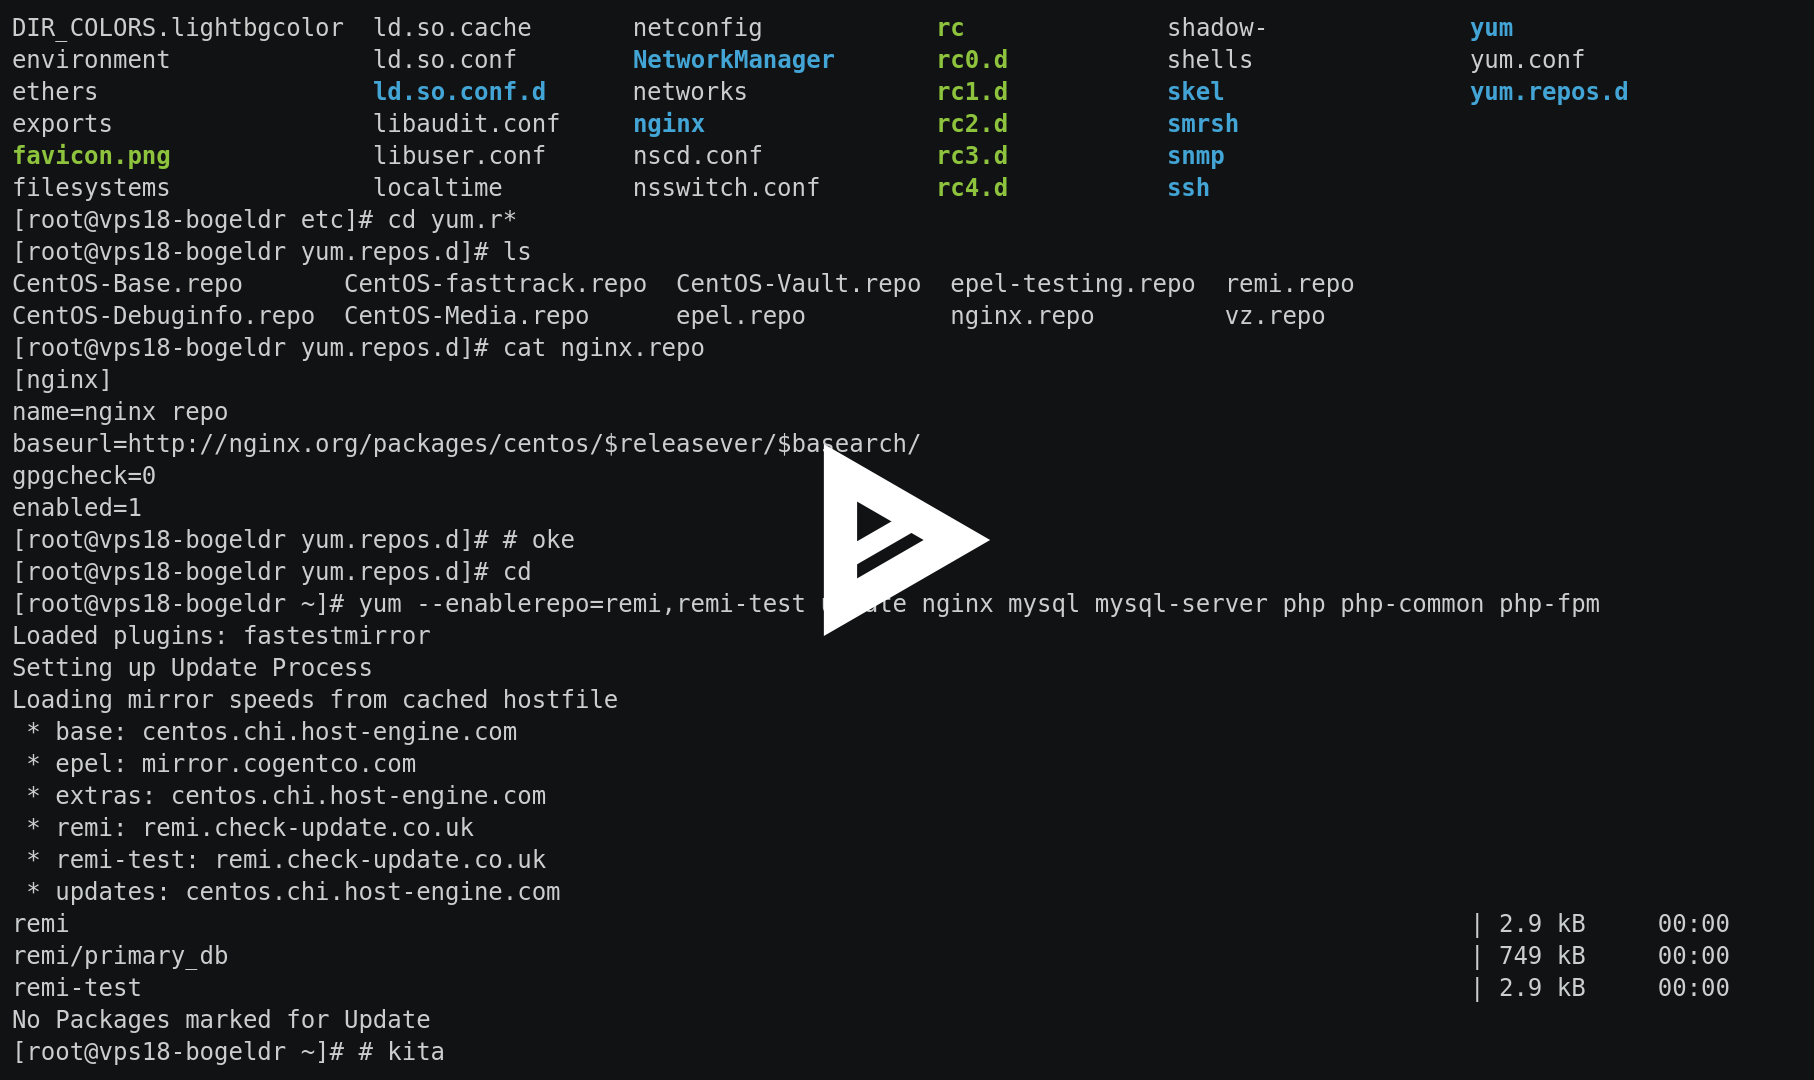 DIR_COLORS.lightbgcolor  ld.so.cache       netconfig            rc              shadow-              yum
environment              ld.so.conf        NetworkManager       rc0.d           shells               yum.conf
ethers                   ld.so.conf.d      networks             rc1.d           skel                 yum.repos.d
exports                  libaudit.conf     nginx                rc2.d           smrsh
favicon.png              libuser.conf      nscd.conf            rc3.d           snmp
filesystems              localtime         nsswitch.conf        rc4.d           ssh
[root@vps18-bogeldr etc]# cd yum.r*
[root@vps18-bogeldr yum.repos.d]# ls
CentOS-Base.repo       CentOS-fasttrack.repo  CentOS-Vault.repo  epel-testing.repo  remi.repo
CentOS-Debuginfo.repo  CentOS-Media.repo      epel.repo          nginx.repo         vz.repo
[root@vps18-bogeldr yum.repos.d]# cat nginx.repo
[nginx]
name=nginx repo
baseurl=http://nginx.org/packages/centos/$releasever/$basearch/
gpgcheck=0
enabled=1
[root@vps18-bogeldr yum.repos.d]# # oke
[root@vps18-bogeldr yum.repos.d]# cd
[root@vps18-bogeldr ~]# yum --enablerepo=remi,remi-test update nginx mysql mysql-server php php-common php-fpm
Loaded plugins: fastestmirror
Setting up Update Process
Loading mirror speeds from cached hostfile
 * base: centos.chi.host-engine.com
 * epel: mirror.cogentco.com
 * extras: centos.chi.host-engine.com
 * remi: remi.check-update.co.uk
 * remi-test: remi.check-update.co.uk
 * updates: centos.chi.host-engine.com
remi                                                                                                 | 2.9 kB     00:00
remi/primary_db                                                                                      | 749 kB     00:00
remi-test                                                                                            | 2.9 kB     00:00
No Packages marked for Update
[root@vps18-bogeldr ~]# # kita